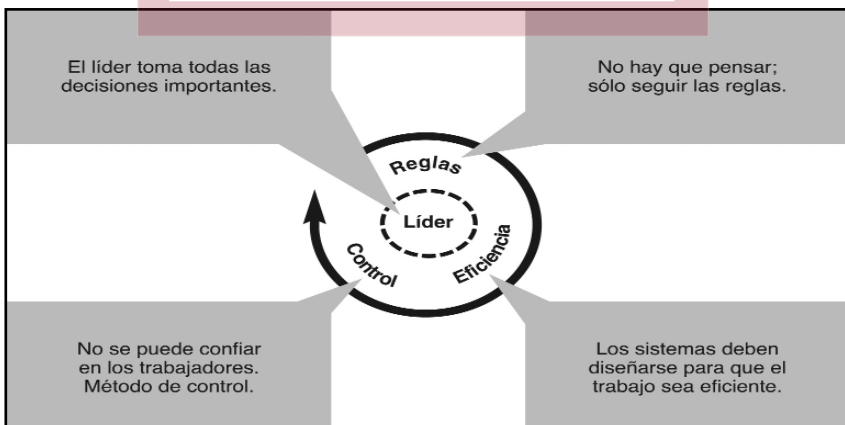 El líder toma todas las
decisiones importantes.
No hay que pensar;
sólo seguir las reglas.
Reglas
Líder
Control
Eficiencia
No se puede confiar
en los trabajadores.
Método de control.
Los sistemas deben
diseñarse para que el
trabajo sea eficiente.